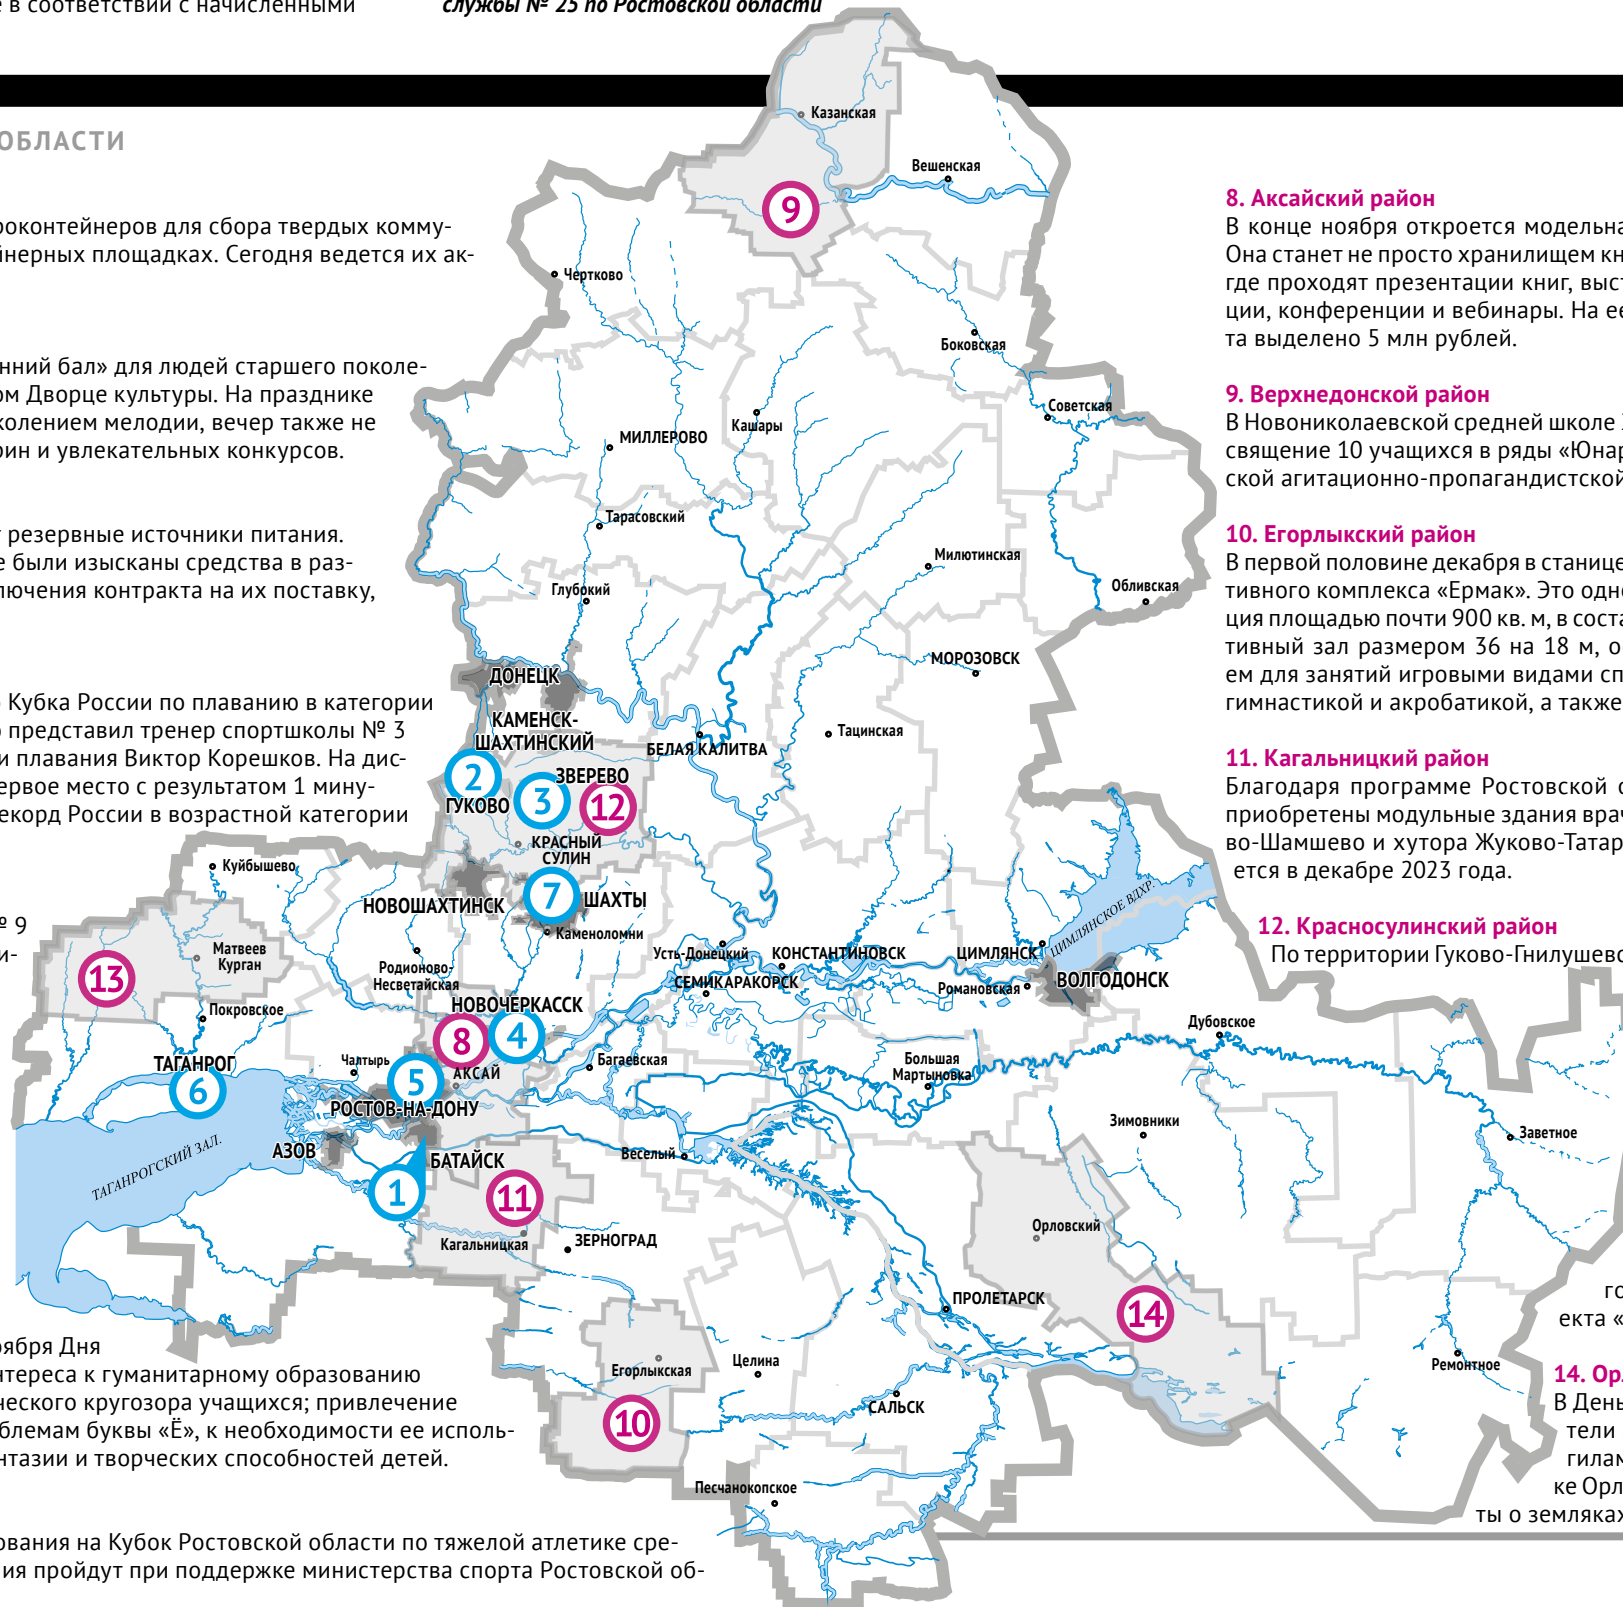 е в соответствии с начисленными
службы № 25 по Ростовской области
ОБЛАСТИ
роконтейнеров для сбора твердых комму-
йнерных площадках. Сегодня ведется их ак-
нний бал» для людей старшего поколе-
ом Дворце культуры. На празднике
колением мелодии, вечер также не
рин и увлекательных конкурсов.
т резервные источники питания.
е были изысканы средства в раз-
лючения контракта на их поставку,
о Кубка России по плаванию в категории
о представил тренер спортшколы № 3
и плавания Виктор Корешков. На дис-
ервое место с результатом 1 мину-
екорд России в возрастной категории
№ 9
и-
оября Дня
нтереса к гуманитарному образованию
ческого кругозора учащихся; привлечение
облемам буквы «Ё», к необходимости ее исполь-
нтазии и творческих способностей детей.
ования на Кубок Ростовской области по тяжелой атлетике сре-
ия пройдут при поддержке министерства спорта Ростовской об-
Казанская
Вешенская
9
Чертково
Боковская
Советская
Кашары
МИЛЛЕРОВО
Тарасовский
Милютинская
Обливская
Глубокий
МОРОЗОВСК
ДОНЕЦК
КАМЕНСК-
ШАХТИНСКИЙ
Тацинская
БЕЛАЯ КАЛИТВА
2
ЗВЕРЕВО
3
12
ГУКОВО
КРАСНЫЙ
СУЛИН
Куйбышево
7
ШАХТЫ
НОВОШАХТИНСК
Каменоломни
Матвеев
Курган
13
Родионово-
Несветайская
Усть-Донецкий
КОНСТАНТИНОВСК
ЦИМЛЯНСК
ЦИМЛЯНСКОЕ ВДХР.
СЕМИКАРАКОРСК
Романовская
ВОЛГОДОНСК
Покровское
НОВОЧЕРКАССК
8
4
Дубовское
ТАГАНРОГ
6
Чалтырь
5
АКСАЙ
Багаевская
Большая
Мартыновка
РОСТОВ-НА-ДОНУ
Зимовники
Заветное
ТАГАНРОГСКИЙ ЗАЛ.
АЗОВ
БАТАЙСК
Веселый
1
11
Орловский
Кагальницкая
ЗЕРНОГРАД
ПРОЛЕТАРСК
14
Егорлыкская
Целина
Ремонтное
10
САЛЬСК
Песчанокопское
8. Аксайский район
В конце ноября откроется модельна
Она станет не просто хранилищем кн
где проходят презентации книг, выст
ции, конференции и вебинары. На ее
та выделено 5 млн рублей.
9. Верхнедонской район
В Новониколаевской средней школе
священие 10 учащихся в ряды «Юнар
ской агитационно-пропагандистской
10. Егорлыкский район
В первой половине декабря в станице
тивного комплекса «Ермак». Это одно
ция площадью почти 900 кв. м, в соста
тивный зал размером 36 на 18 м, о
ем для занятий игровыми видами сп
гимнастикой и акробатикой, а также
11. Кагальницкий район
Благодаря программе Ростовской о
приобретены модульные здания врач
во-Шамшево и хутора Жуково-Татар
ется в декабре 2023 года.
12. Красносулинский район
По территории Гуково-Гнилушевс
го
екта «
14. Орл
В День
тели
гилам
ке Орл
ты о земляках